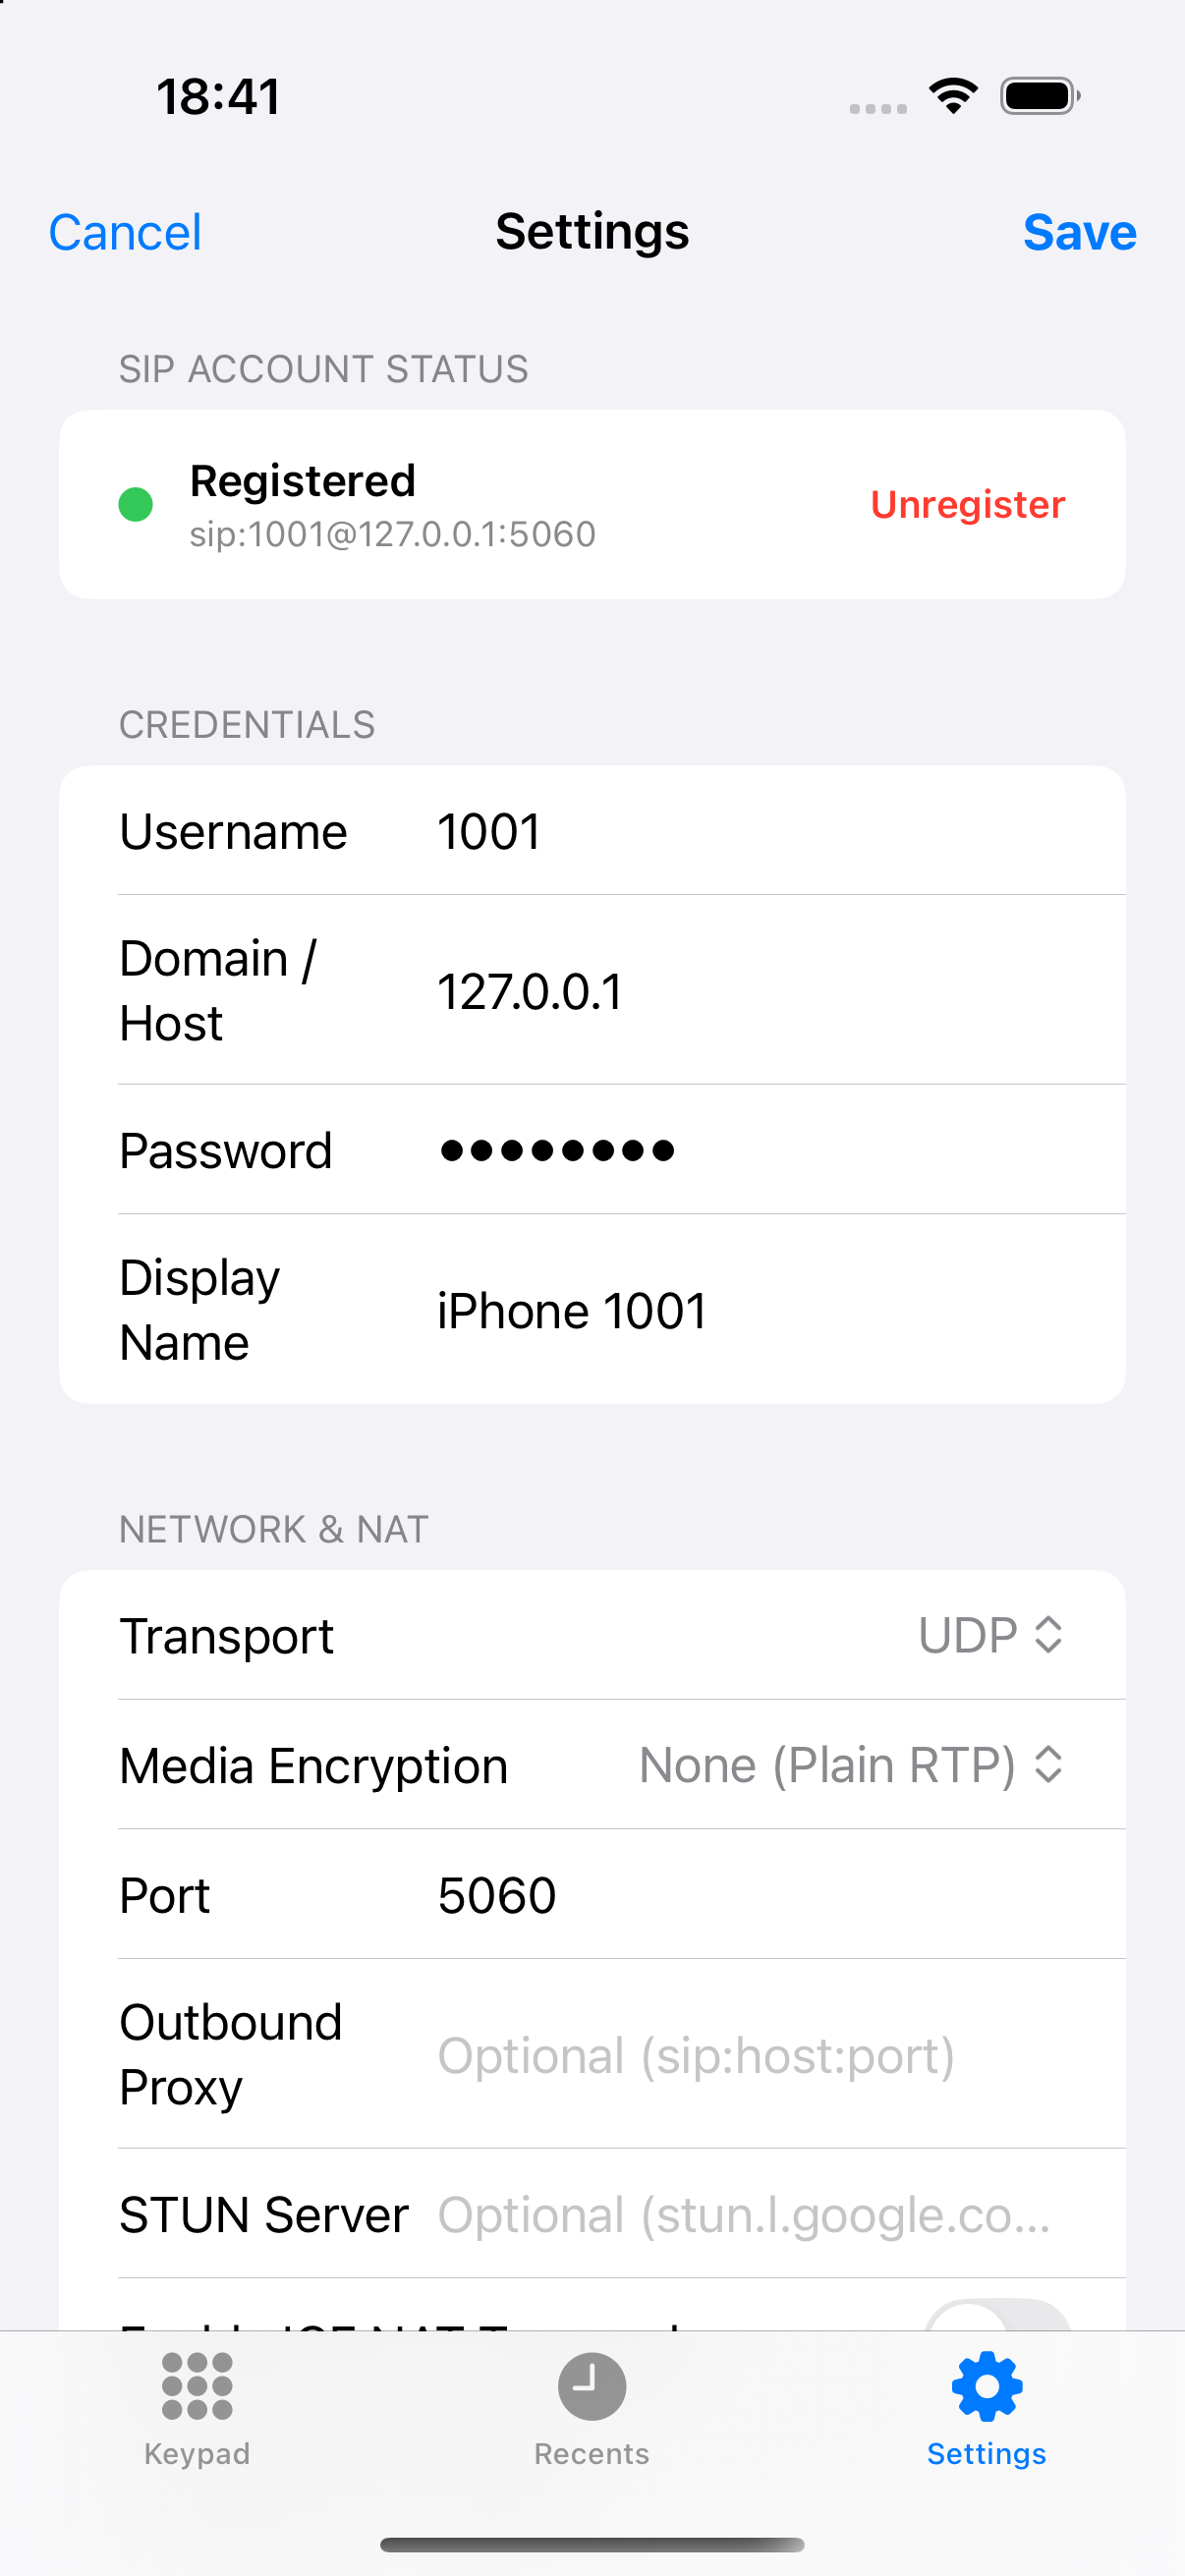 18:41
Cancel
Settings
Save
SIP ACCOUNT STATUS
Registered
sip:1001@127.0.0.1:5060
Unregister
CREDENTIALS
Username 1001
Domain /
Host
127.0.0.1
Password ●●●●●●●●
Display
Name
iPhone 1001
NETWORK & NAT
Transport UDP
Media Encryption None (Plain RTP)
Port 5060
Outbound
Proxy
Optional (sip:host:port)
STUN Server Optional (stun.l.google.co...
Keypad
Recents
Settings